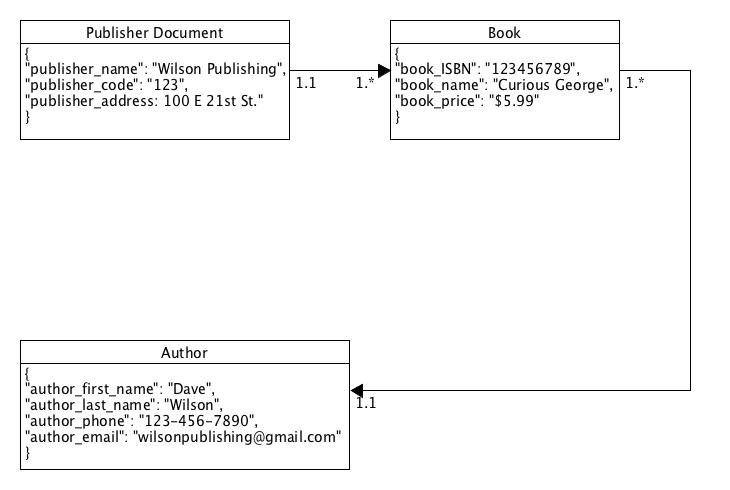 Publisher Document
{
"publisher_name": "Wilson Publishing",
"publisher_code": "123",
"publisher_address: 100 E 21st St."
}
1.1
1.*
Book
{
"book_ISBN": "123456789",
"book_name": "Curious George",
"book_price": "$5.99"
}
1.*
Author
{
"author_first_name": "Dave",
"author_last_name": "Wilson",
"author_phone": "123-456-7890",
"author_email": "wilsonpublishing@gmail.com"
}
1.1